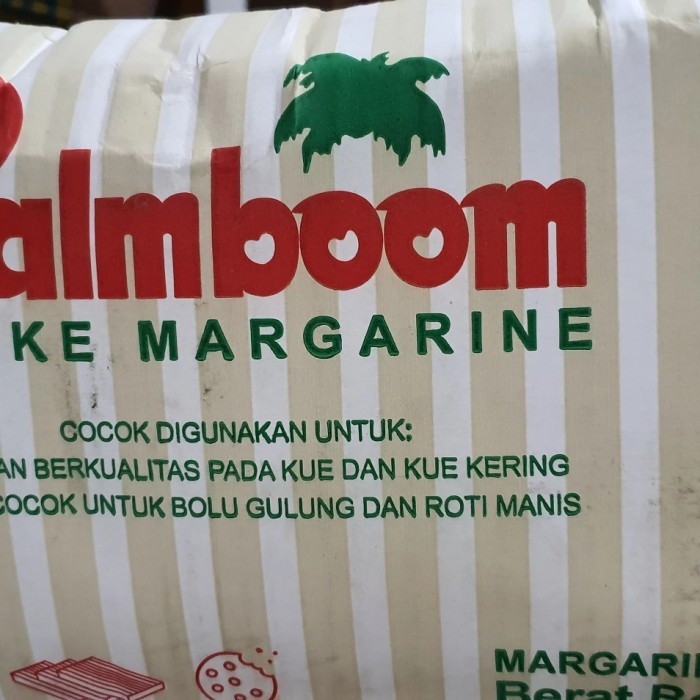 almboom
KE MARGARINE
COCOK DIGUNAKAN UNTUK:
AN BERKUALITAS PADA KUE DAN KUE KERING
COCOK UNTUK BOLU GULUNG DAN ROTI MANIS
MARGARI
Berat B